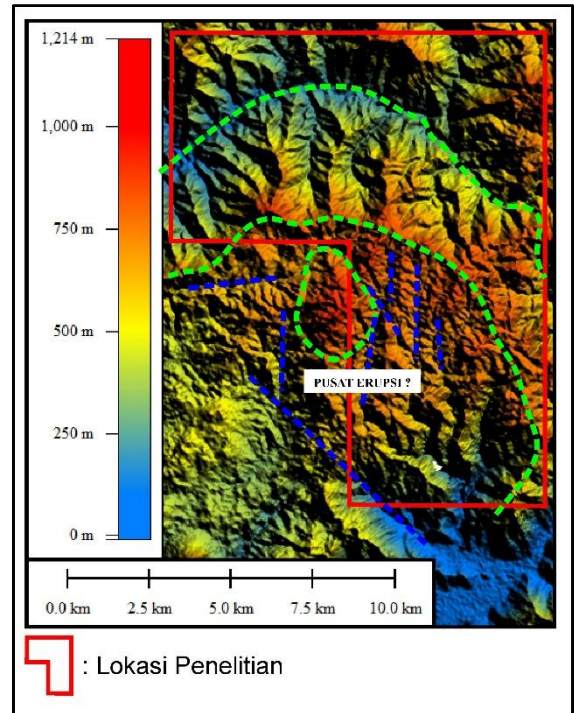 1,214 m
1,000 m
750 m
500 m
250 m
0 m
PUSAT ERUPSI ?
0.0 km 2.5 km 5.0 km 7.5 km 10.0 km
: Lokasi Penelitian